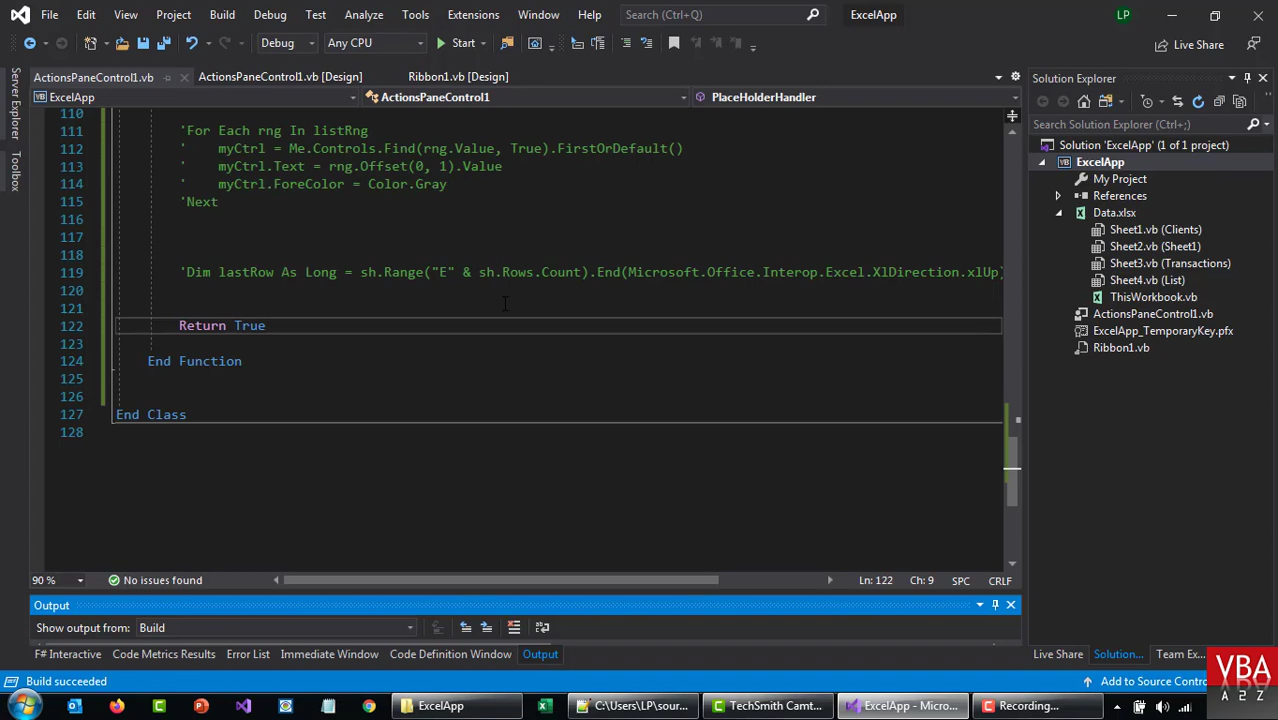 File Edit View Project Build Debug Test Analyze Tools Extensions Window Help Search (Ctrl+Q) ExcelApp LP
Debug Any CPU Start Live Share
ActionsPaneControl1.vb ActionsPaneControl1.vb [Design] Ribbon1.vb [Design]
ExcelApp ActionsPaneControl1 PlaceHolderHandler
110
111 'For Each rng In listRng
112 ' myCtrl = Me.Controls.Find(rng.Value, True).FirstOrDefault()
113 ' myCtrl.Text = rng.Offset(0, 1).Value
114 ' myCtrl.ForeColor = Color.Gray
115 'Next
116
117
118
119 'Dim lastRow As Long = sh.Range("E" & sh.Rows.Count).End(Microsoft.Office.Interop.Excel.XlDirection.xlUp)
120
121
122 Return True
123
124 End Function
125
126
127 End Class
128
90 % No issues found Ln: 122 Ch: 9 SPC CRLF
Output
Show output from: Build
F# Interactive Code Metrics Results Error List Immediate Window Code Definition Window Output
Build succeeded Add to Source Contro
Server Explorer
Toolbox
Solution Explorer
Search Solution Explorer (Ctrl+;)
Solution 'ExcelApp' (1 of 1 project)
ExcelApp
My Project
References
Data.xlsx
Sheet1.vb (Clients)
Sheet2.vb (Sheet1)
Sheet3.vb (Transactions)
Sheet4.vb (List)
ThisWorkbook.vb
ActionsPaneControl1.vb
ExcelApp_TemporaryKey.pfx
Ribbon1.vb
Live Share Solution... Team Ex...
VBA
A 2 Z
ExcelApp C:\Users\LP\sour... TechSmith Camt... ExcelApp - Micro... Recording...